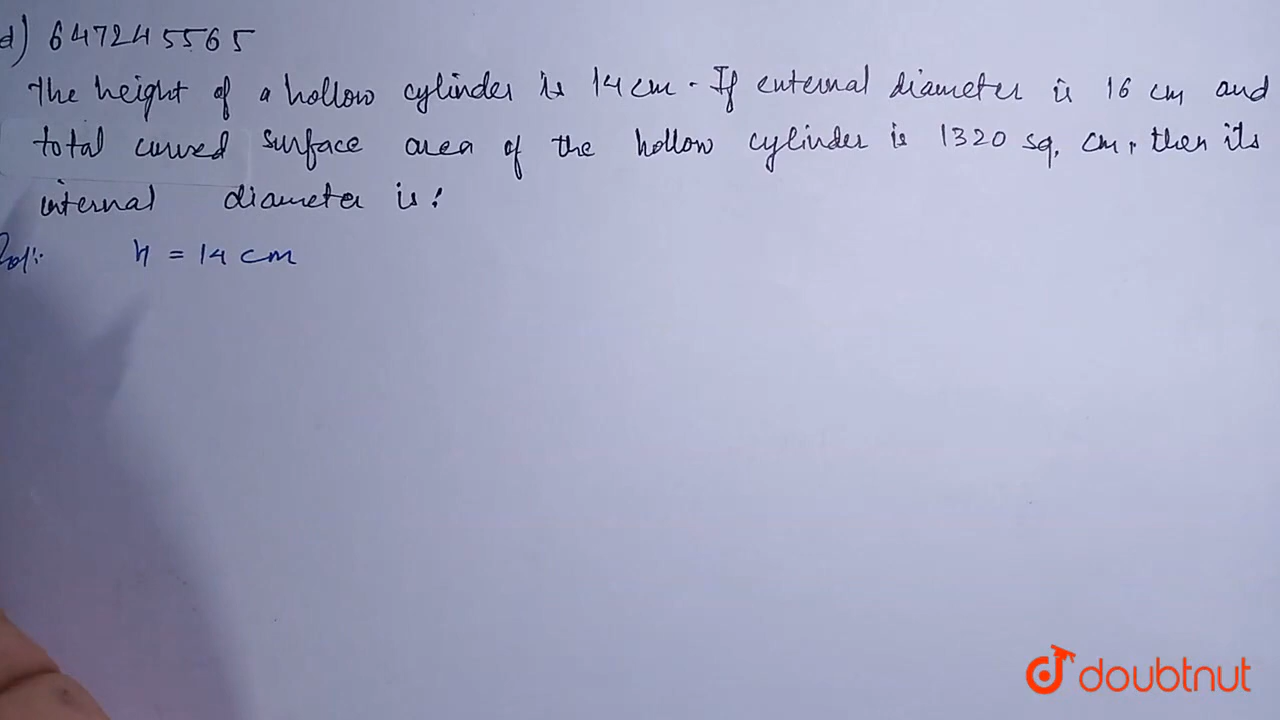 d) 647245565
The height of a hollow cylinder is 14 cm. If external diameter is 16 cm and
total curved surface area of the hollow cylinder is 1320 sq. cm, then its
internal diameter is:
Sol:- h = 14 cm
doubtnut